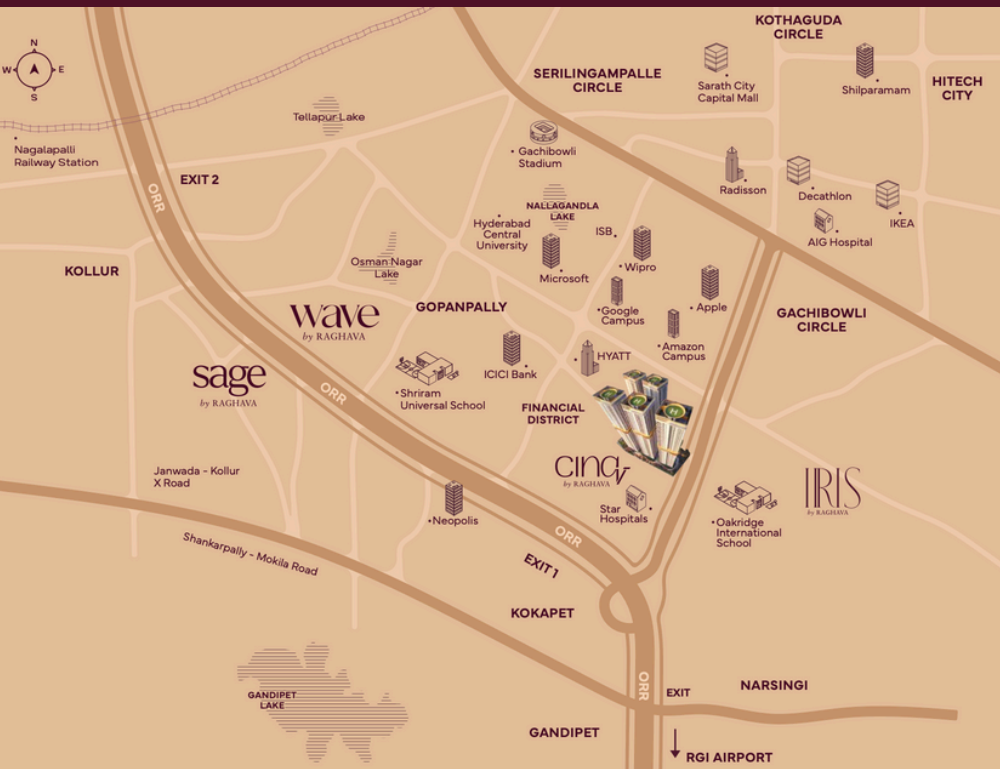 KOTHAGUDA
CIRCLE
N
W
E
S
SERILINGAMPALLE
CIRCLE
Sarath City
Capital Mall
Shilparamam
HITECH
CITY
Tellapur Lake
Nagalapalli
Railway Station
Gachibowli
Stadium
EXIT 2
ORR
Radisson
Decathlon
IKEA
AIG Hospital
NALLAGANDLA
LAKE
Hyderabad
Central
University
ISB
Wipro
Microsoft
KOLLUR
Osman Nagar
Lake
wave
by RAGHAVA
GOPANPALLY
Google
Campus
Apple
GACHIBOWLI
CIRCLE
Amazon
Campus
HYATT
ICICI Bank
sage
by RAGHAVA
ORR
Shriram
Universal School
FINANCIAL
DISTRICT
H
H
H
cinq
V
by RAGHAVA
IRIS
by RAGHAVA
Janwada - Kollur
X Road
Neopolis
Star
Hospitals
Oakridge
International
School
Shankarpally - Mokila Road
ORR
EXIT 1
KOKAPET
ORR
EXIT
NARSINGI
GANDIPET
LAKE
GANDIPET
RGI AIRPORT